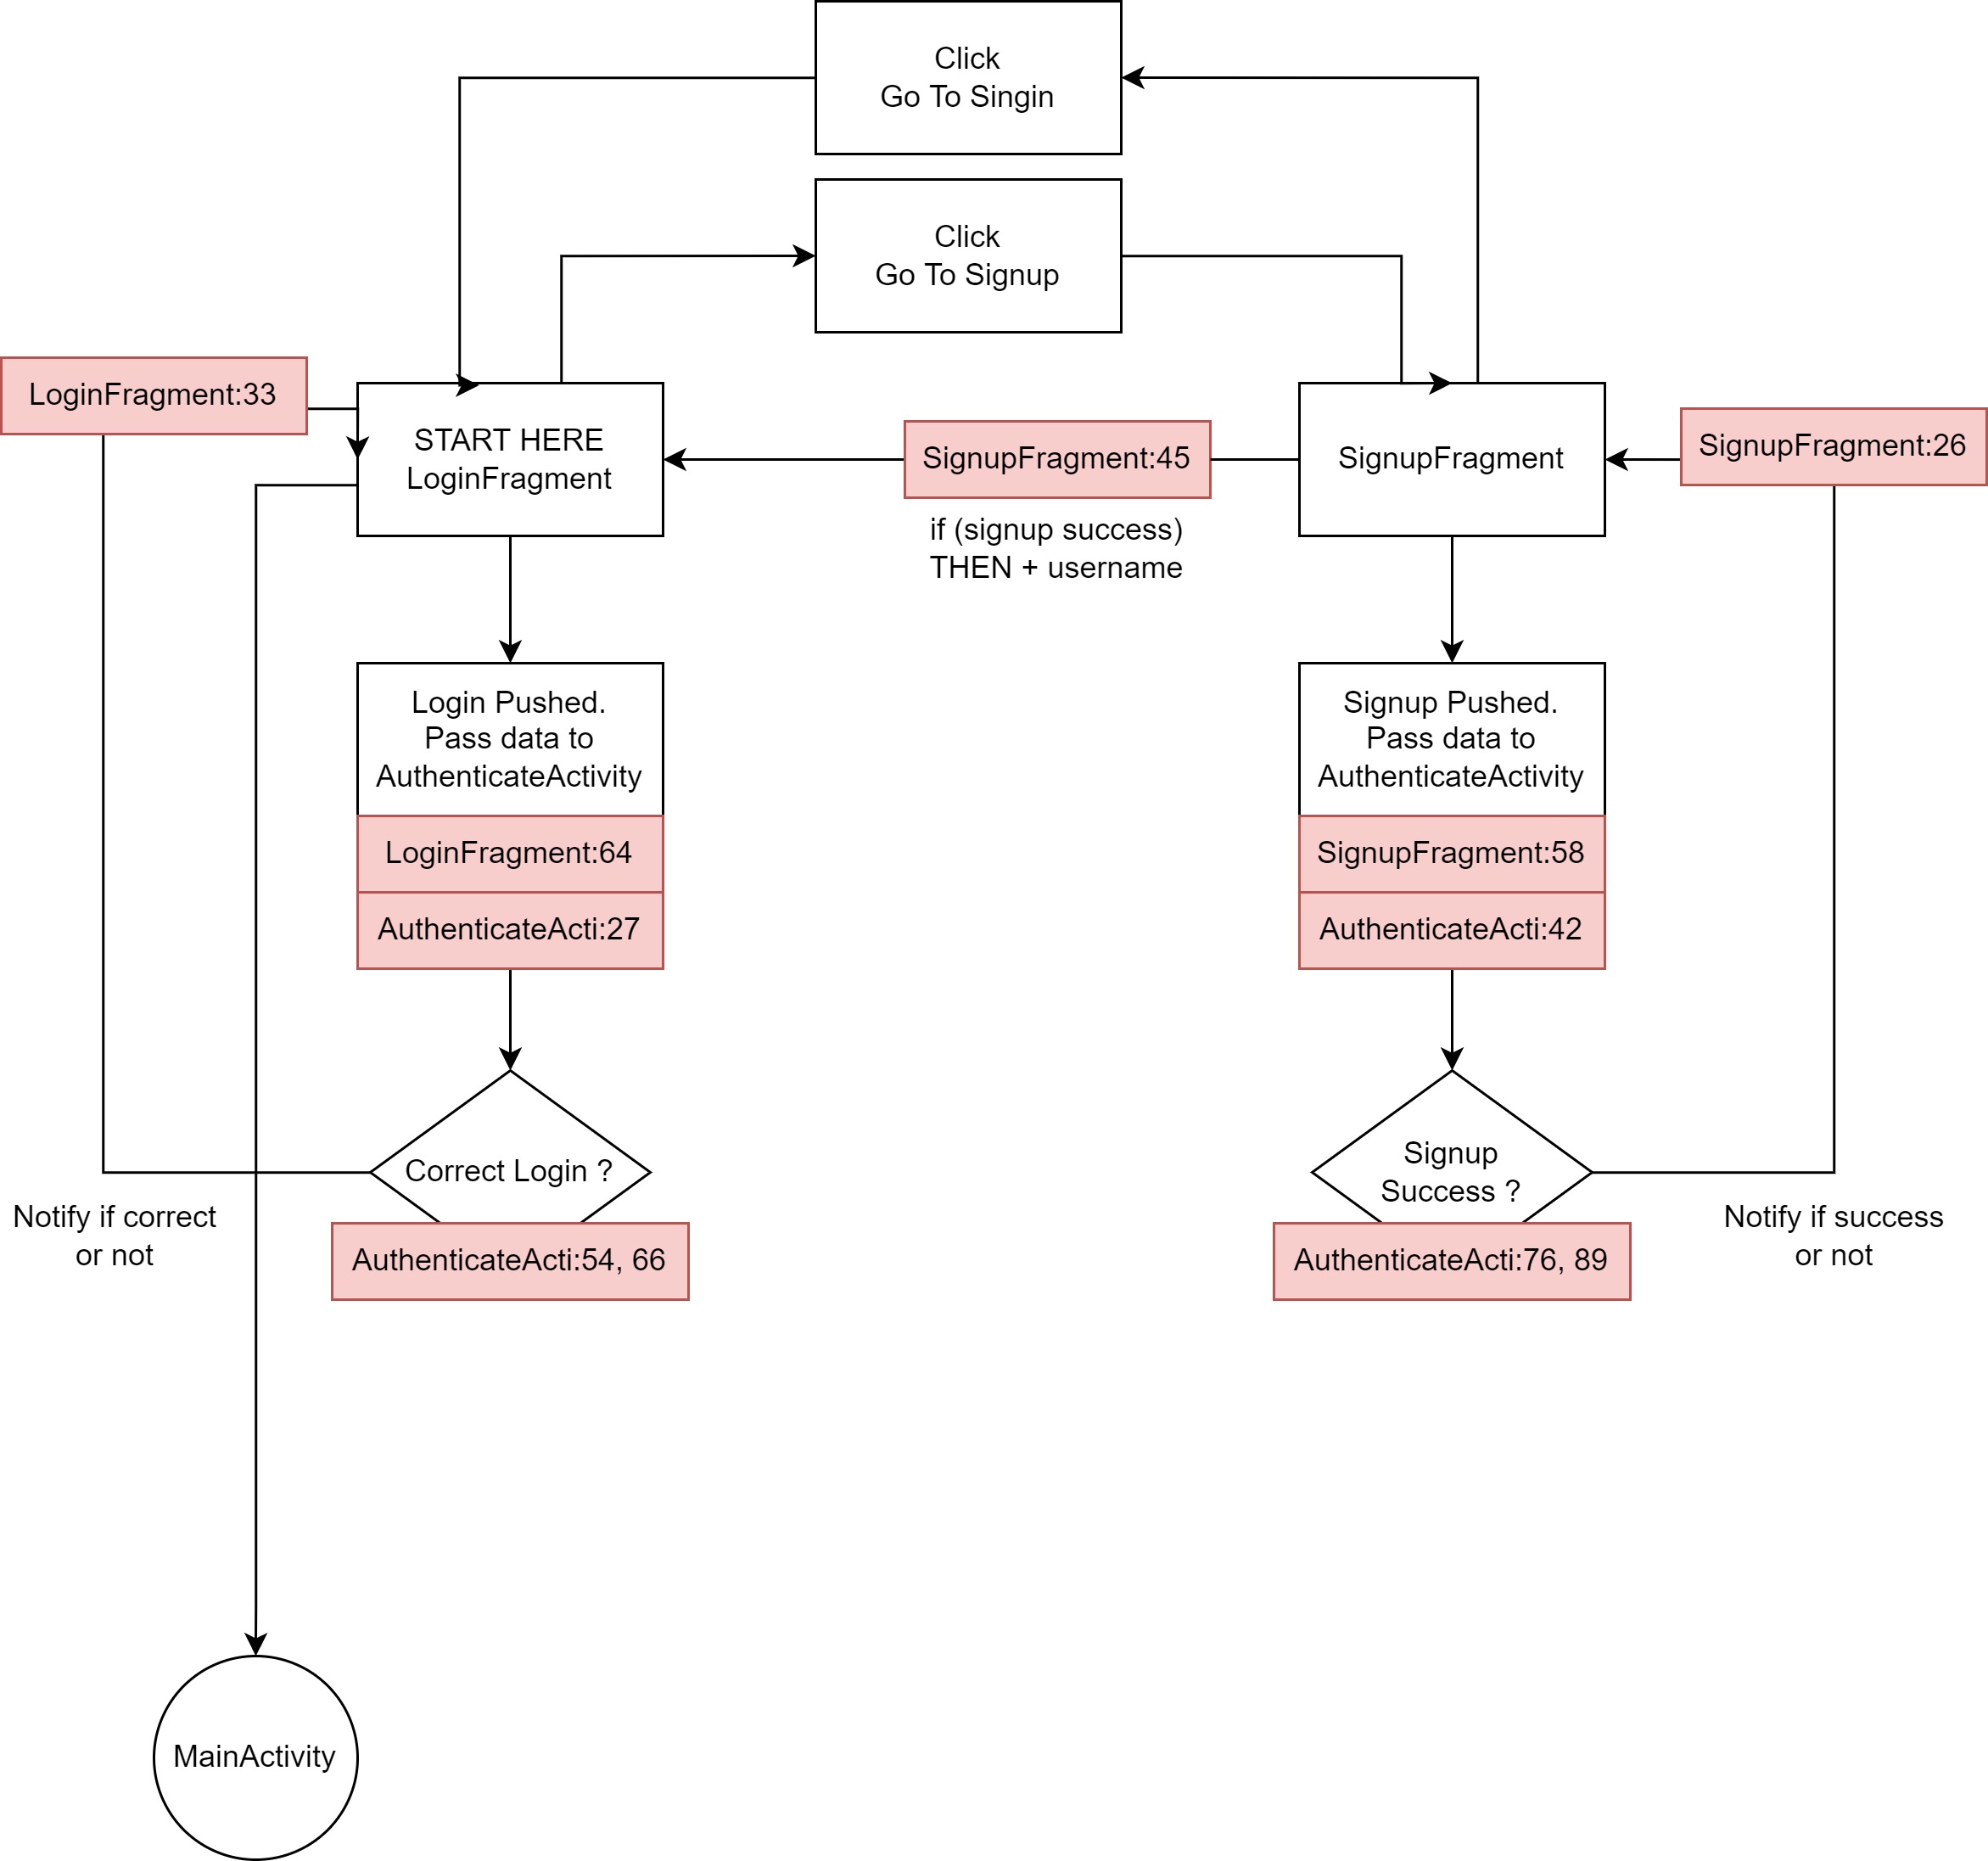 Click
Go To Singin
Click
Go To Signup
LoginFragment:33
START HERE
LoginFragment
SignupFragment:45
if (signup success)
THEN + username
SignupFragment
SignupFragment:26
Login Pushed.
Pass data to
AuthenticateActivity
LoginFragment:64
AuthenticateActi:27
Signup Pushed.
Pass data to
AuthenticateActivity
SignupFragment:58
AuthenticateActi:42
Correct Login ?
AuthenticateActi:54, 66
Notify if correct
or not
Signup
Success ?
AuthenticateActi:76, 89
Notify if success
or not
MainActivity